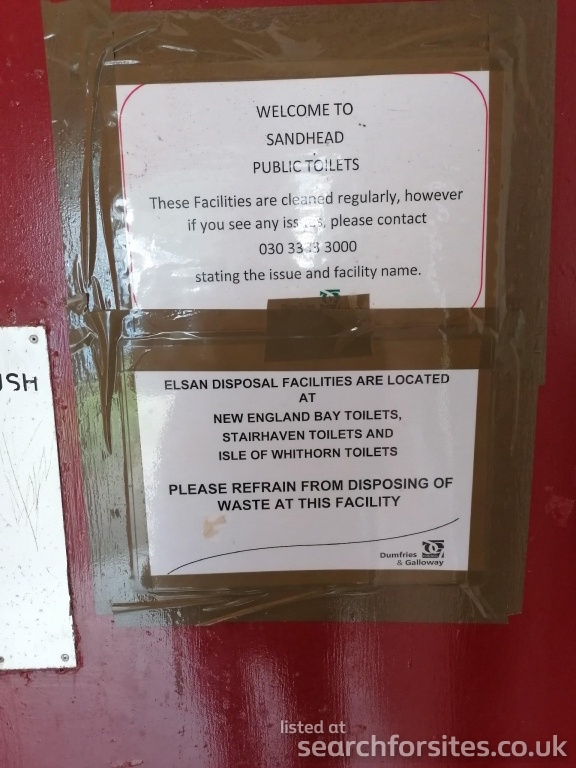 WELCOME TO
SANDHEAD
PUBLIC TOILETS
These Facilities are cleaned regularly, however
if you see any issues, please contact
030 33 3 3000
stating the issue and facility name.
USH
ELSAN DISPOSAL FACILITIES ARE LOCATED
AT
NEW ENGLAND BAY TOILETS,
STAIRHAVEN TOILETS AND
ISLE OF WHITHORN TOILETS
PLEASE REFRAIN FROM DISPOSING OF
WASTE AT THIS FACILITY
Dumfries
& Galloway
listed at
searchforsites.co.uk